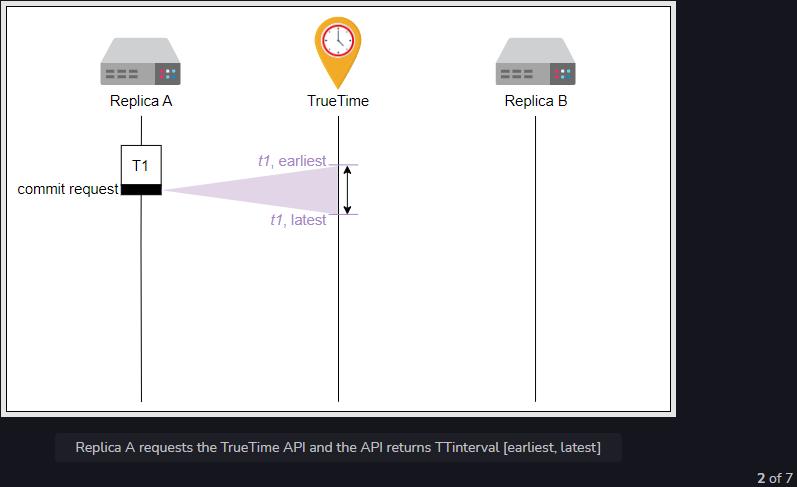 Replica A
TrueTime
Replica B
T1
t1, earliest
commit request
t1, latest
Replica A requests the TrueTime API and the API returns TTinterval [earliest, latest]
2 of 7